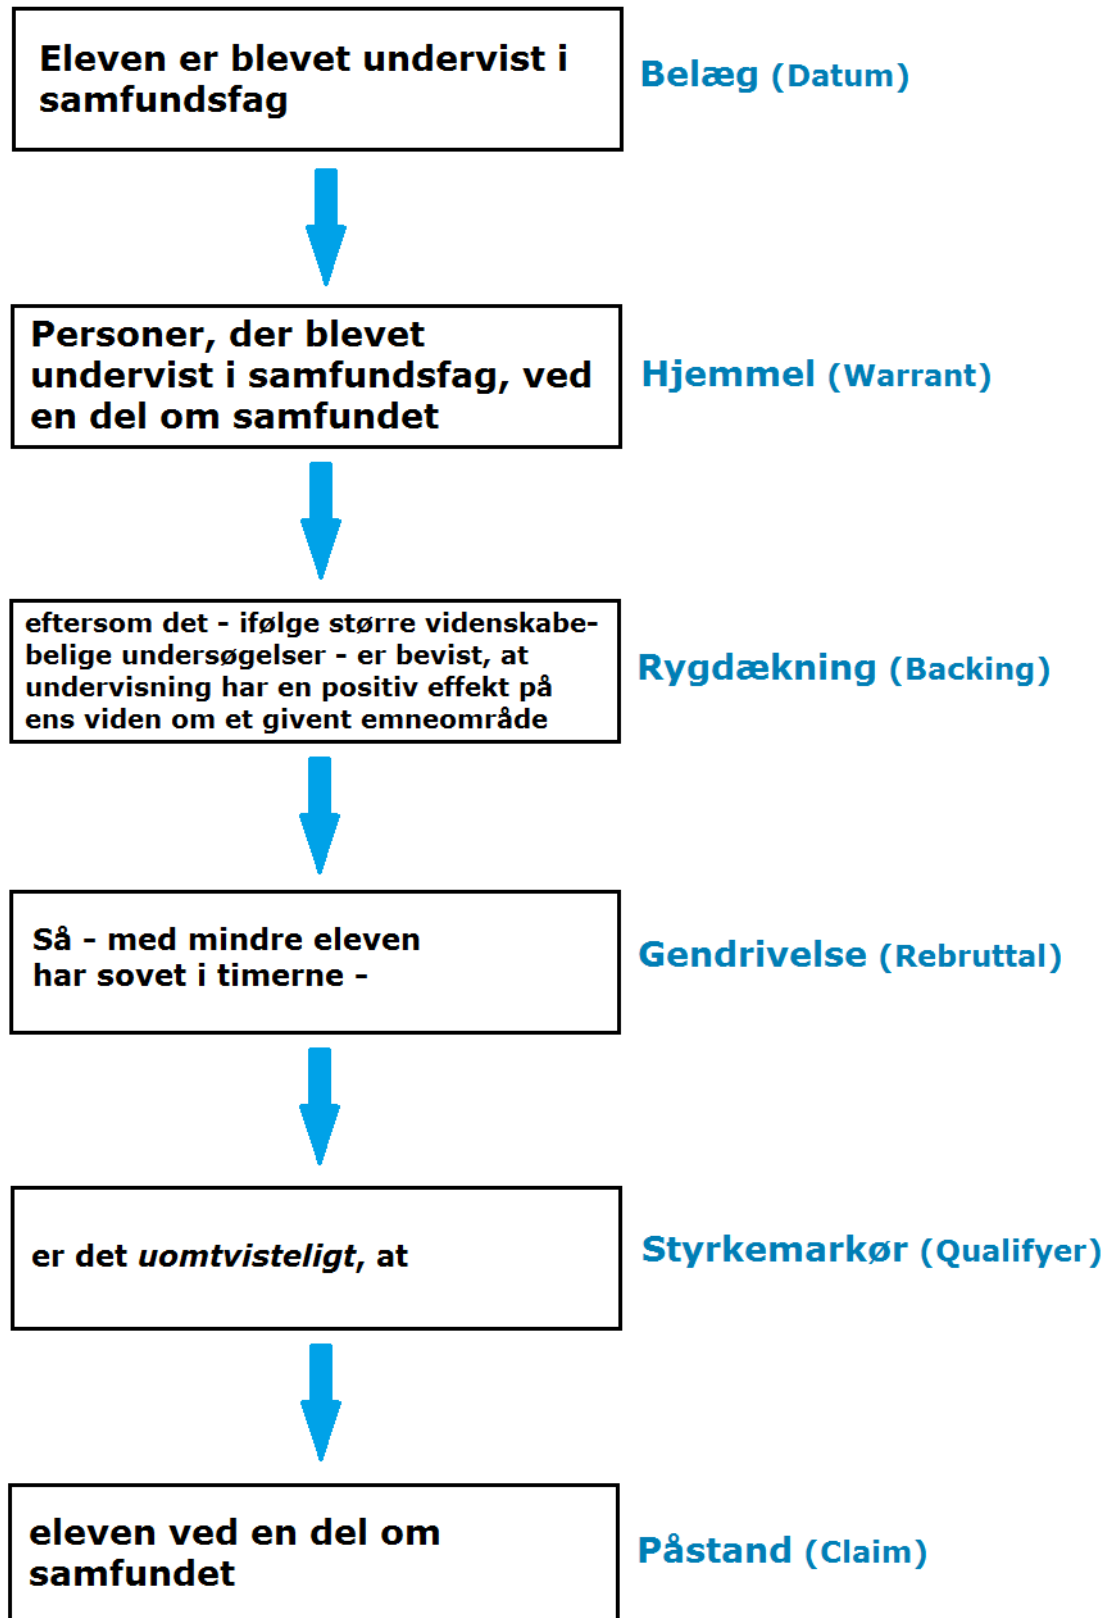 Eleven er blevet undervist i
samfundsfag
Belæg (Datum)
Personer, der blevet
undervist i samfundsfag, ved
en del om samfundet
Hjemmel (Warrant)
eftersom det - ifølge større videnskabe-
belige undersøgelser - er bevist, at
undervisning har en positiv effekt på
ens viden om et givent emneområde
Rygdækning (Backing)
Så - med mindre eleven
har sovet i timerne -
Gendrivelse (Rebruttal)
er det uomtvisteligt, at
Styrkemarkør (Qualifyer)
eleven ved en del om
samfundet
Påstand (Claim)